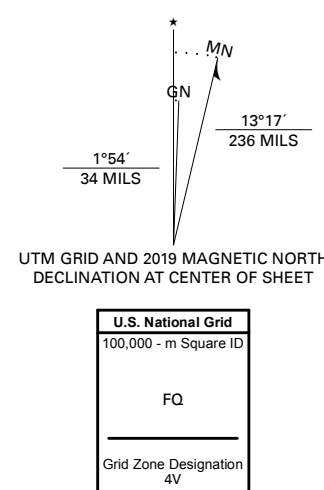 ★
MN
GN
13°17´
236 MILS
1°54´
34 MILS
UTM GRID AND 2019 MAGNETIC NORTH
DECLINATION AT CENTER OF SHEET
U.S. National Grid
100,000 - m Square ID
FQ
Grid Zone Designation
4V